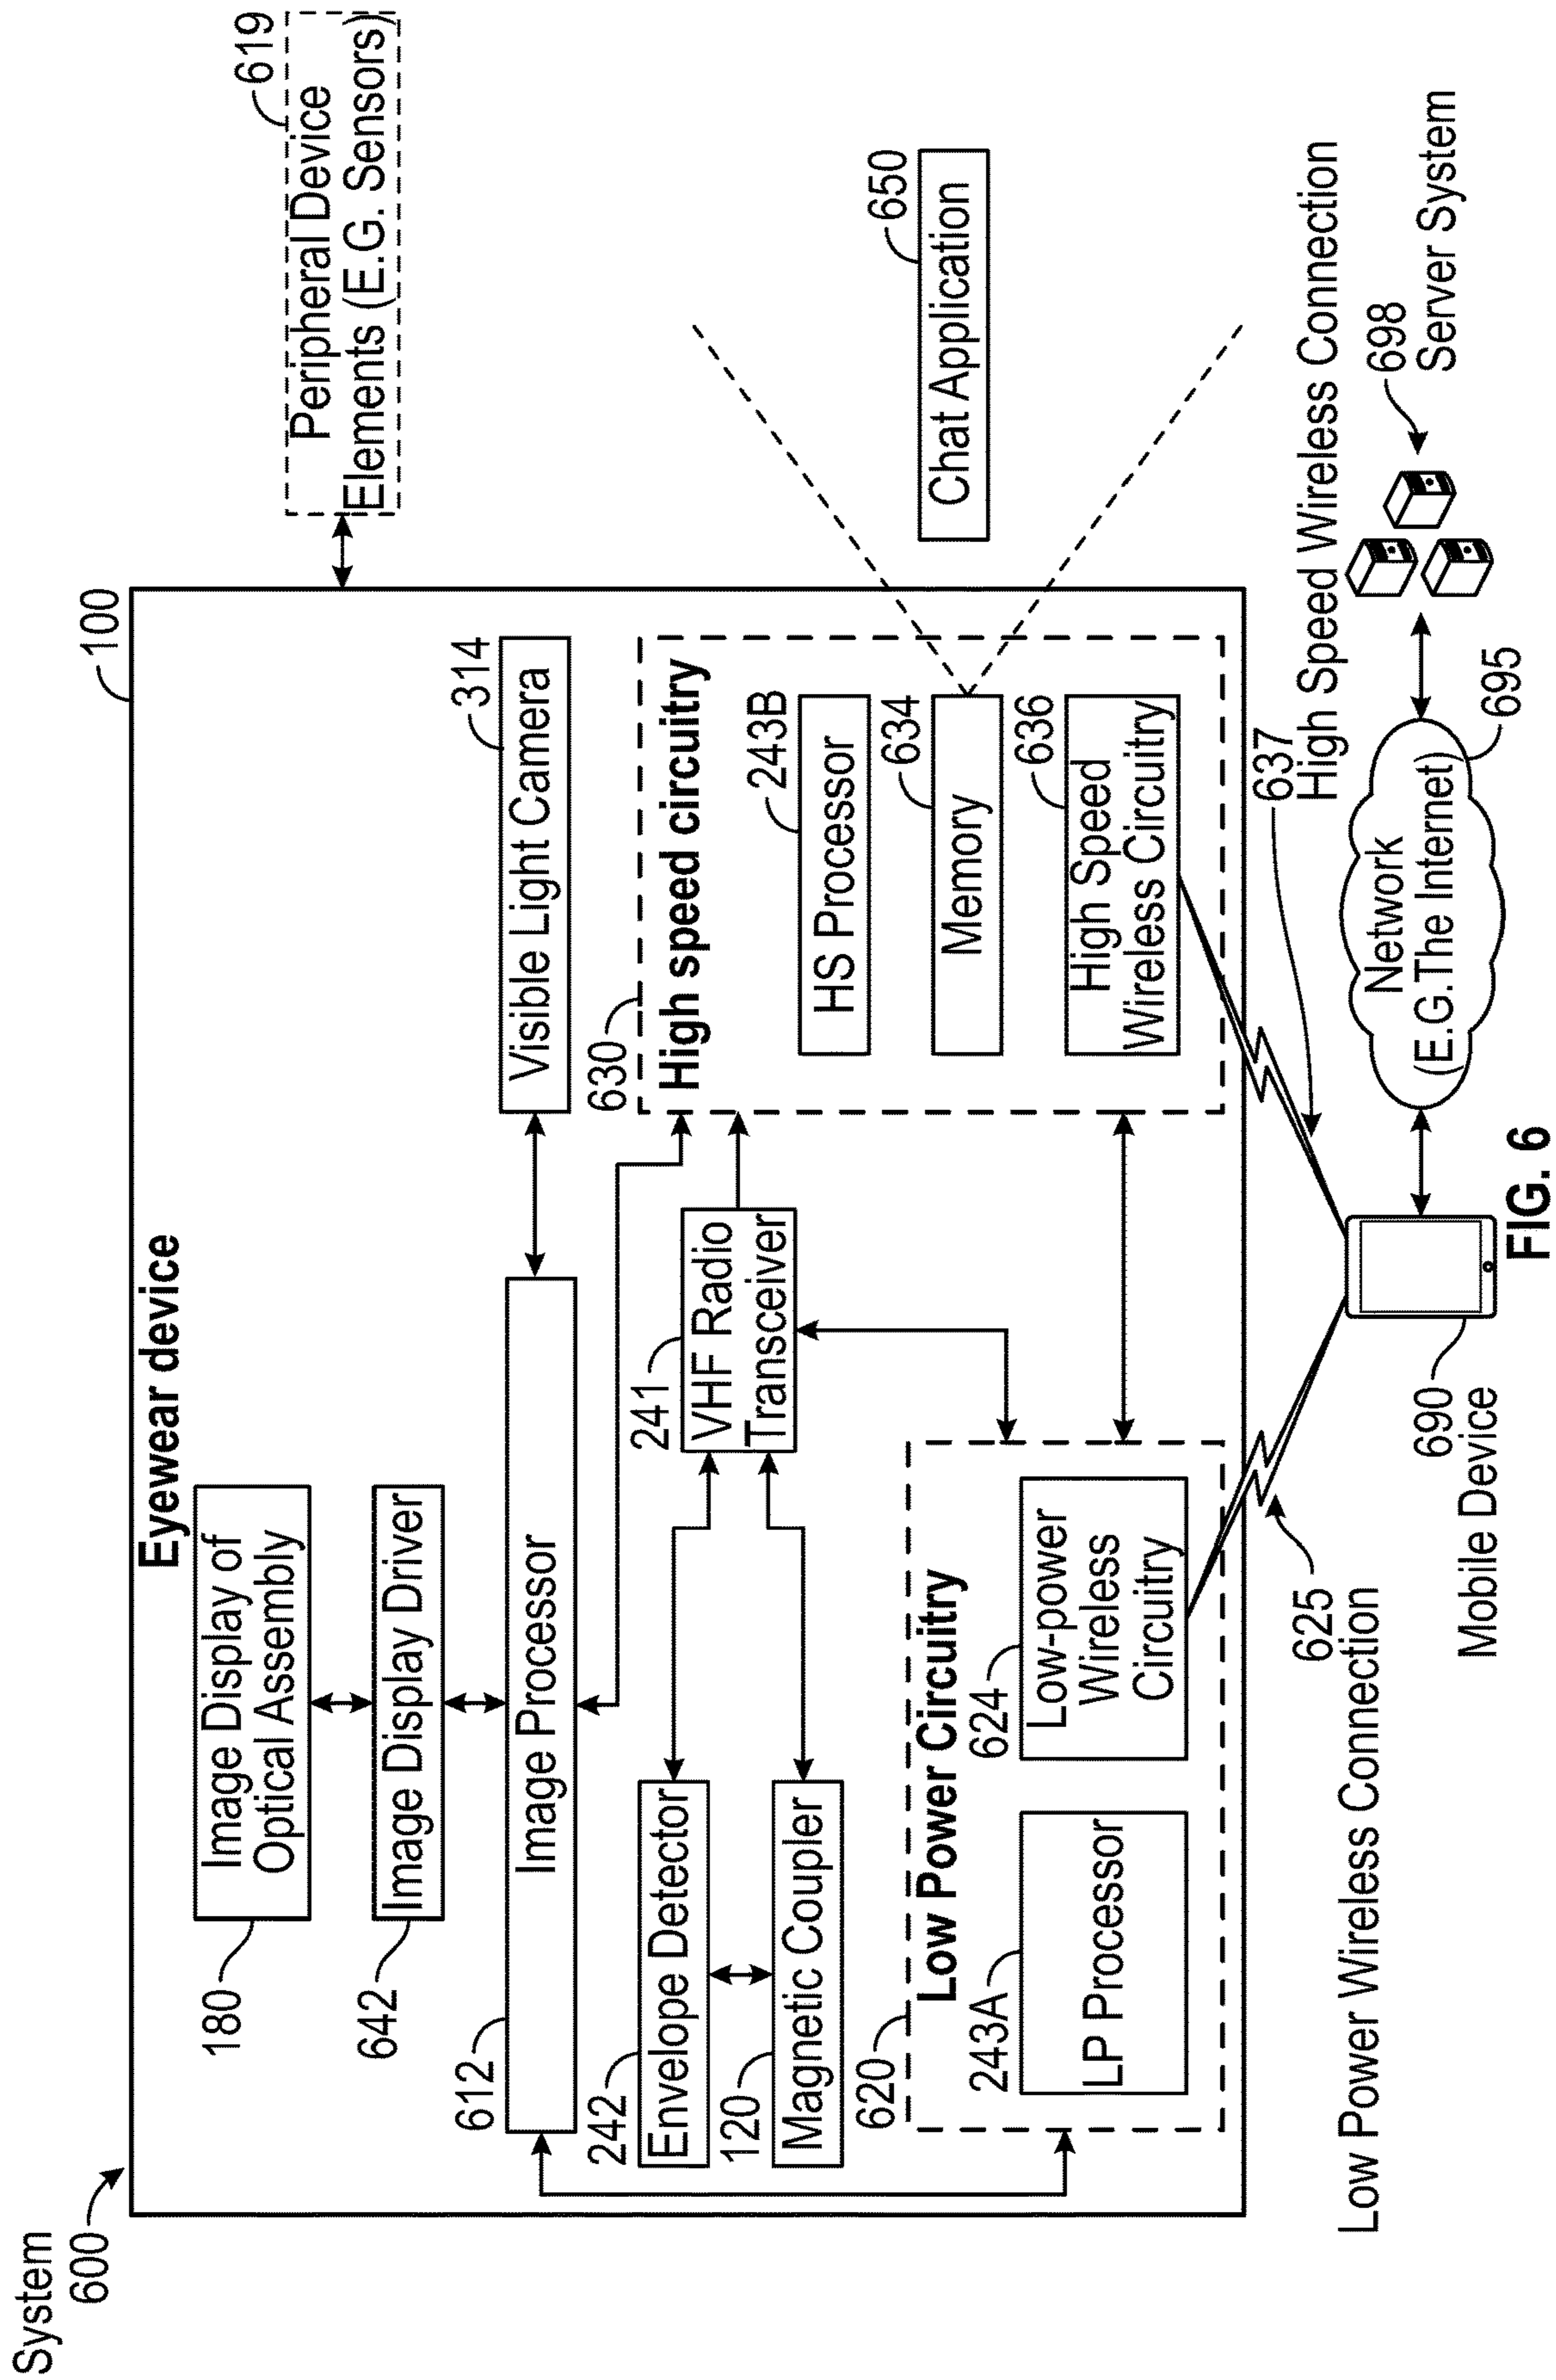 System
600
Eyewear device
100
Peripheral Device
Elements (E.G. Sensors)
619
180
Image Display of
Optical Assembly
642
Image Display Driver
612
Image Processor
Visible Light Camera
314
242
Envelope Detector
120
Magnetic Coupler
241
VHF Radio
Transceiver
630
High speed circuitry
HS Processor
243B
Memory
634
High Speed
Wireless Circuitry
636
Chat Application
650
620
Low Power Circuitry
243A
LP Processor
624
Low-power
Wireless
Circuitry
625
Low Power Wireless Connection
637
High Speed Wireless Connection
690
Mobile Device
Network
(E.G.The Internet)
695
698
Server System
FIG. 6